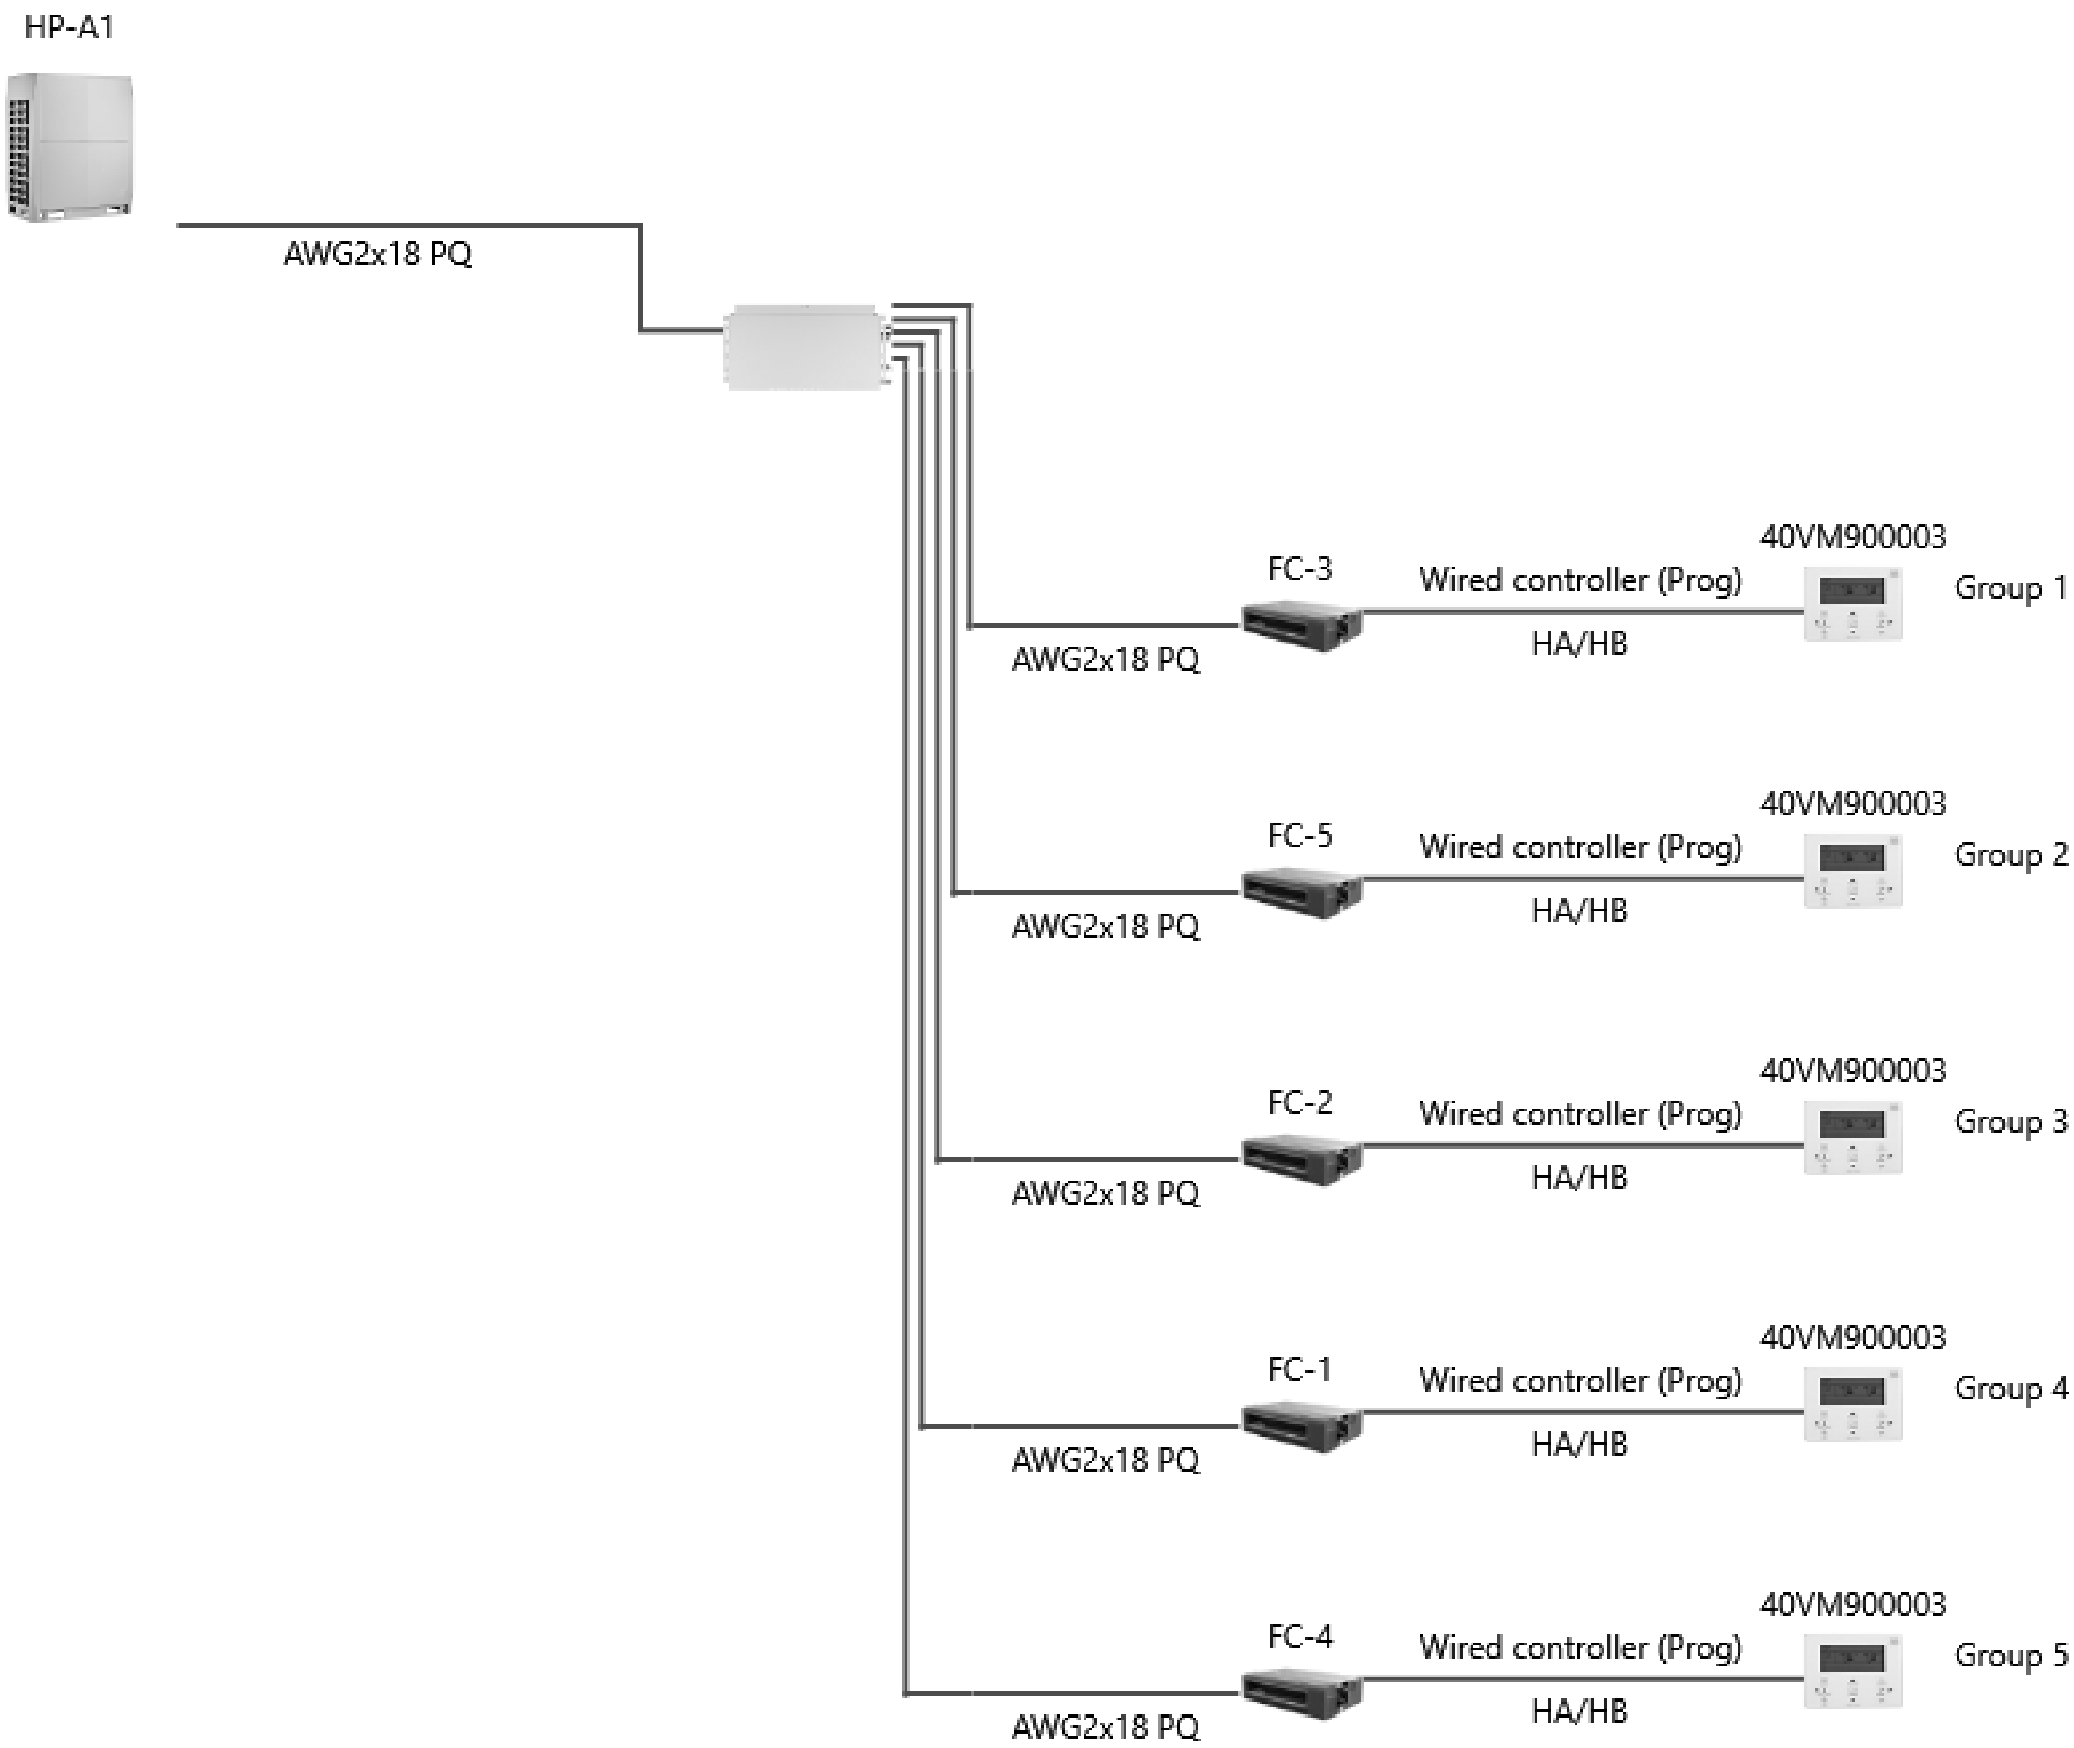 HP-A1
AWG2x18 PQ
40VM900003
FC-3
Wired controller (Prog)
Group 1
HA/HB
AWG2x18 PQ
40VM900003
FC-5
Wired controller (Prog)
Group 2
HA/HB
AWG2x18 PQ
40VM900003
FC-2
Wired controller (Prog)
Group 3
HA/HB
AWG2x18 PQ
40VM900003
FC-1
Wired controller (Prog)
Group 4
HA/HB
AWG2x18 PQ
40VM900003
FC-4
Wired controller (Prog)
Group 5
HA/HB
AWG2x18 PQ